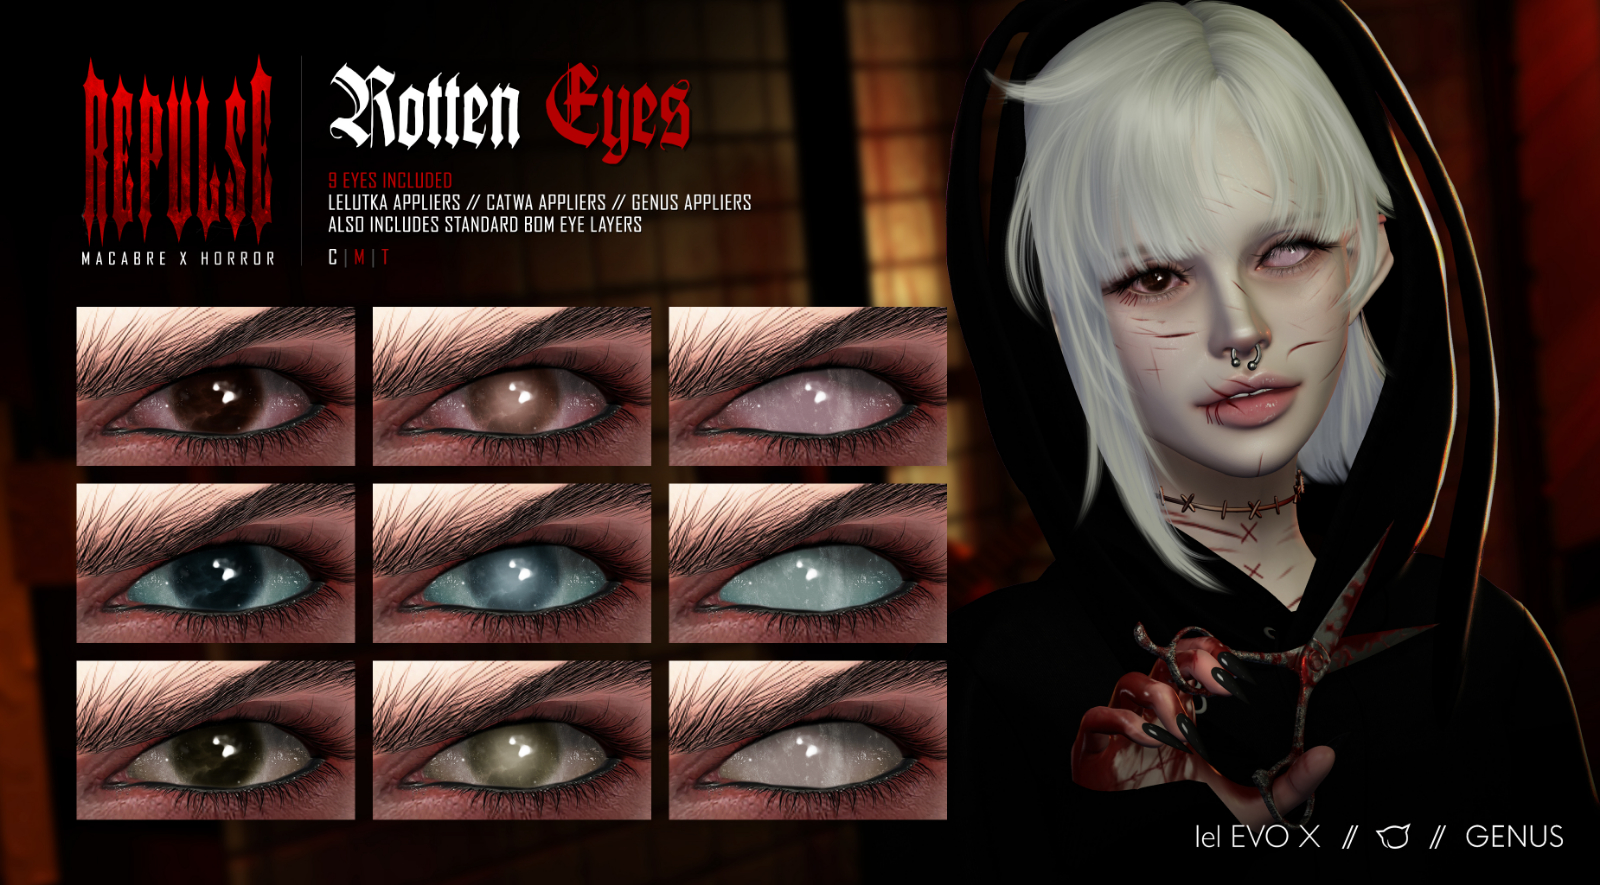 REPULSE
MACABRE X HORROR
Rotten Eyes
9 EYES INCLUDED
LELUTKA APPLIERS // CATWA APPLIERS // GENUS APPLIERS
ALSO INCLUDES STANDARD BOM EYE LAYERS
C | M | T
lel EVO X // // GENUS